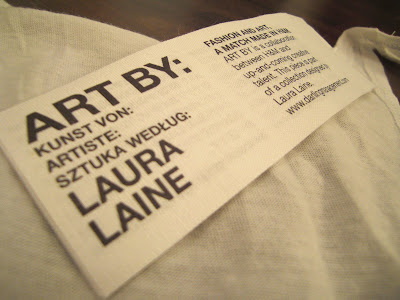 ART BY:
KUNST VON:
ARTISTE:
SZTUKA WEDŁUG:
LAURA
LAINE
FASHION AND ART.
A MATCH MADE IN H&M.
ART BY is a collaboration
between H&M and
up-and-coming creative
talent. This piece is part
of a collection designed by
Laura Laine.